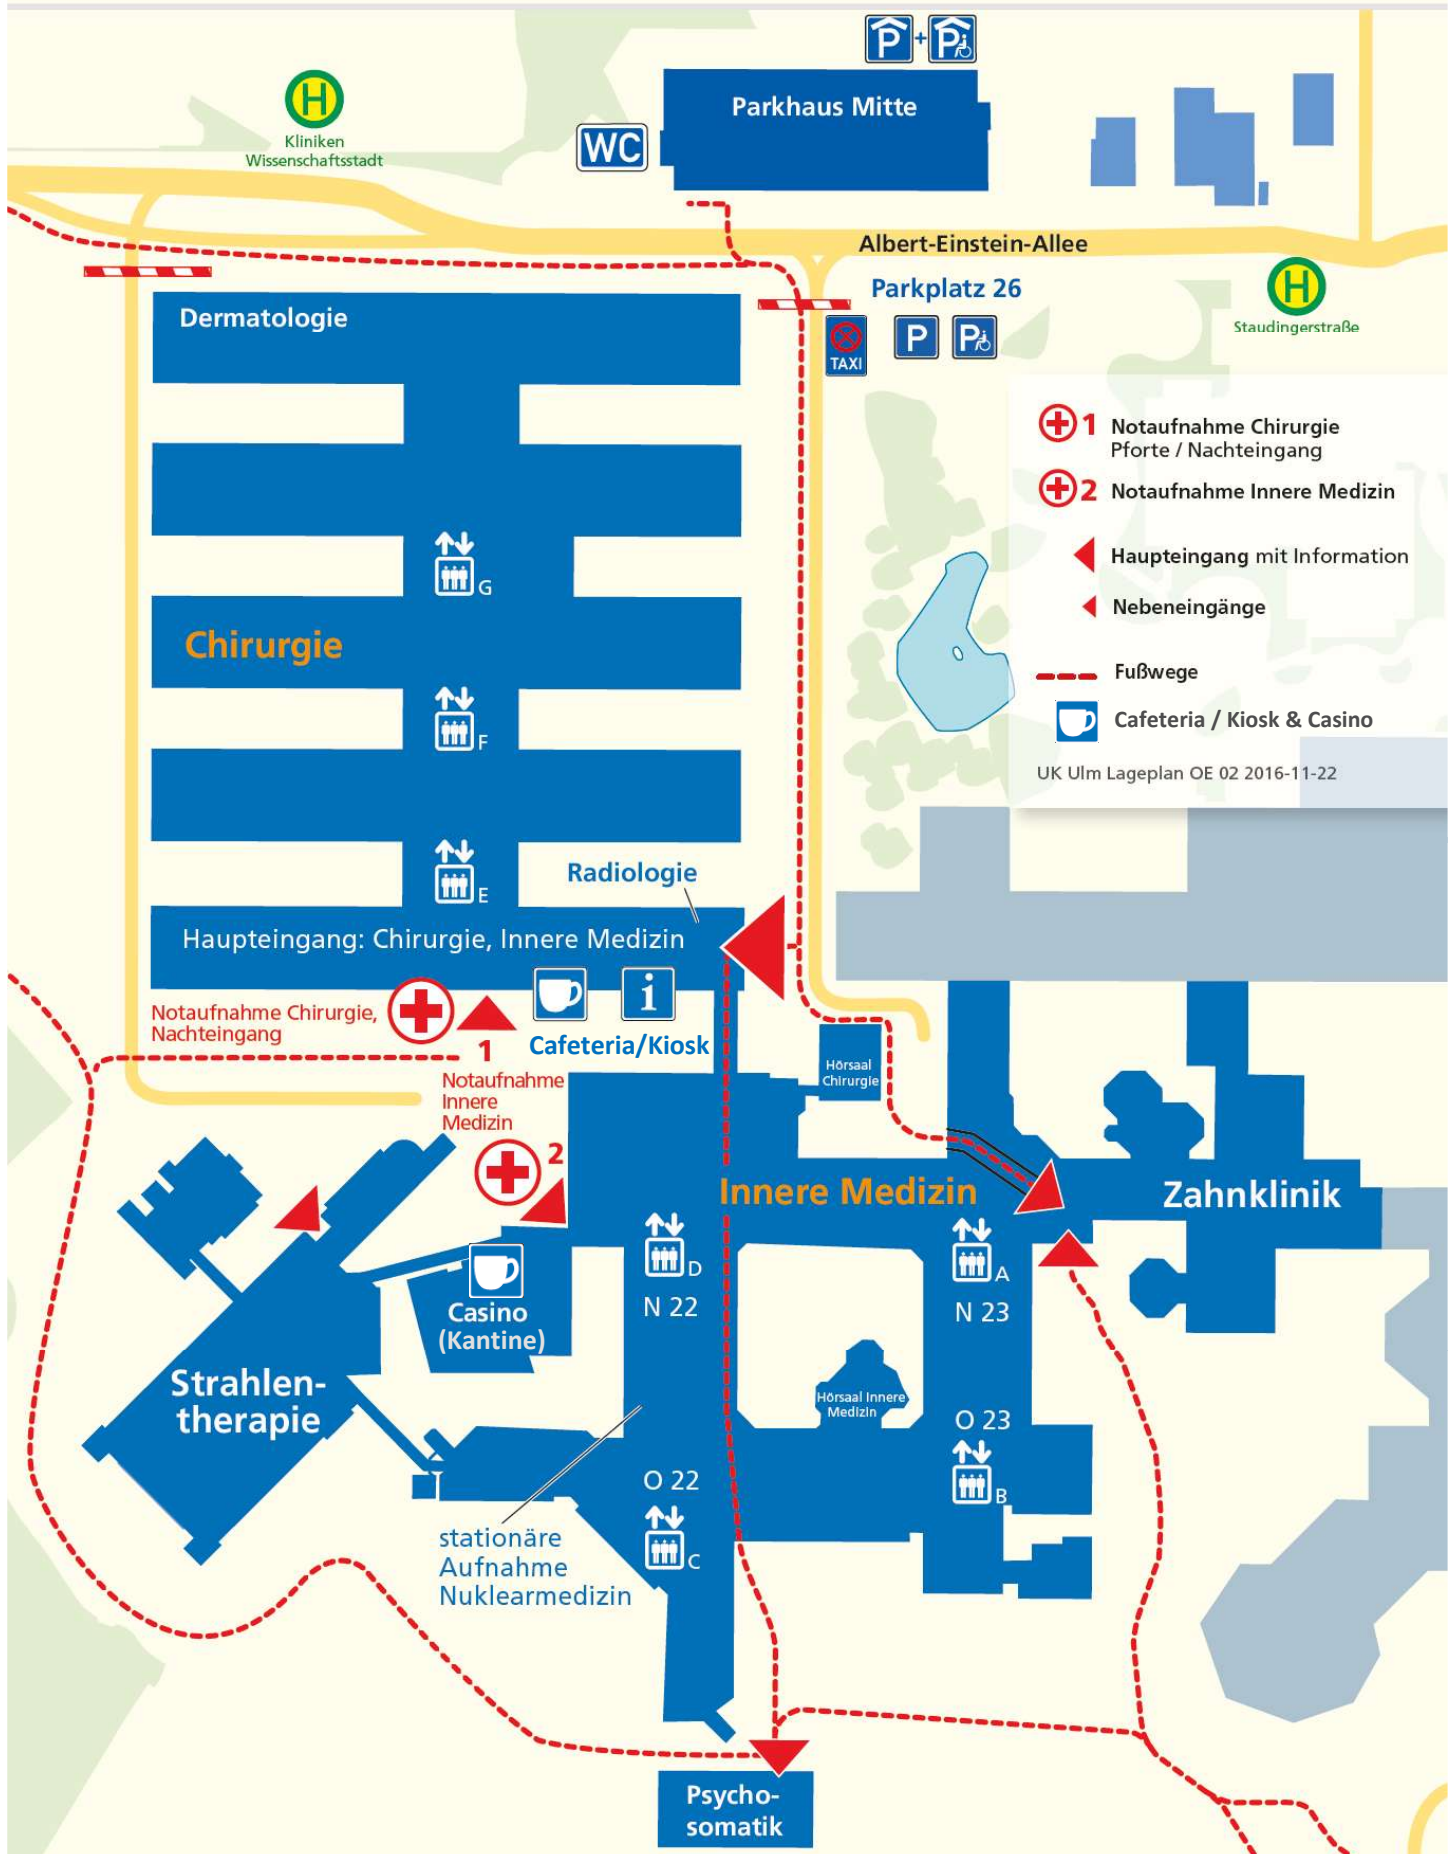 P
+
P
Parkhaus Mitte
H
Kliniken
Wissenschaftsstadt
WC
Albert-Einstein-Allee
Parkplatz 26
H
Staudingerstraße
TAXI
P
P
Dermatologie
1 Notaufnahme Chirurgie
Pforte / Nachteingang
2 Notaufnahme Innere Medizin
Haupteingang mit Information
Nebeneingänge
Fußwege
Cafeteria / Kiosk & Casino
UK Ulm Lageplan OE 02 2016-11-22
G
Chirurgie
F
E
Radiologie
Haupteingang: Chirurgie, Innere Medizin
i
Notaufnahme Chirurgie,
Nachteingang
1
Cafeteria/Kiosk
Hörsaal
Chirurgie
Notaufnahme
Innere
Medizin
2
Innere Medizin
Zahnklinik
D
A
N 22
N 23
Casino
(Kantine)
Strahlen-
therapie
Hörsaal Innere
Medizin
O 23
B
O 22
C
stationäre
Aufnahme
Nuklearmedizin
Psycho-
somatik